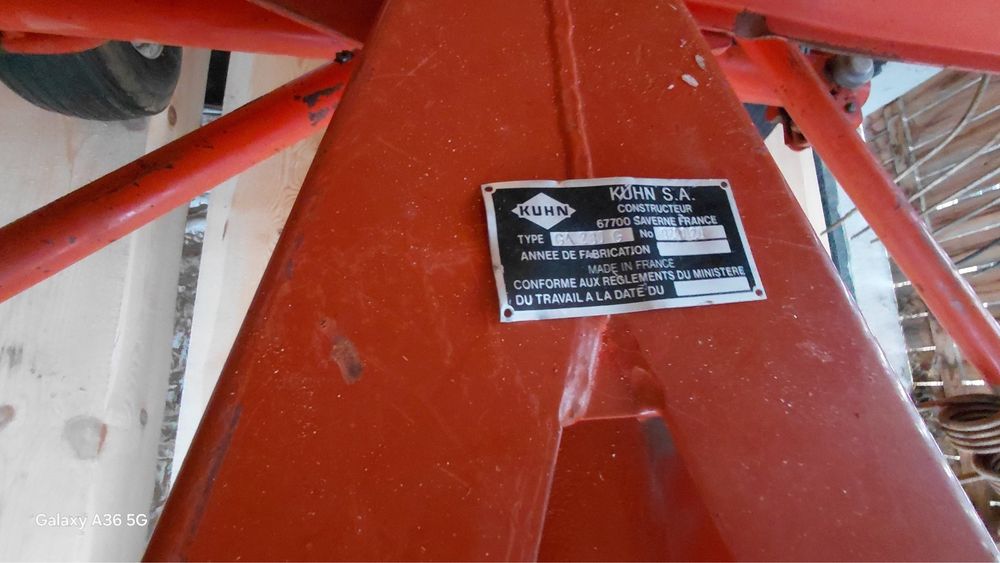 KUHN
KUHN S.A.
CONSTRUCTEUR
67700 SAVERNE FRANCE
TYPE No
ANNEE DE FABRICATION
MADE IN FRANCE
CONFORME AUX REGLEMENTS DU MINISTERE
DU TRAVAIL A LA DATE DU
Galaxy A36 5G